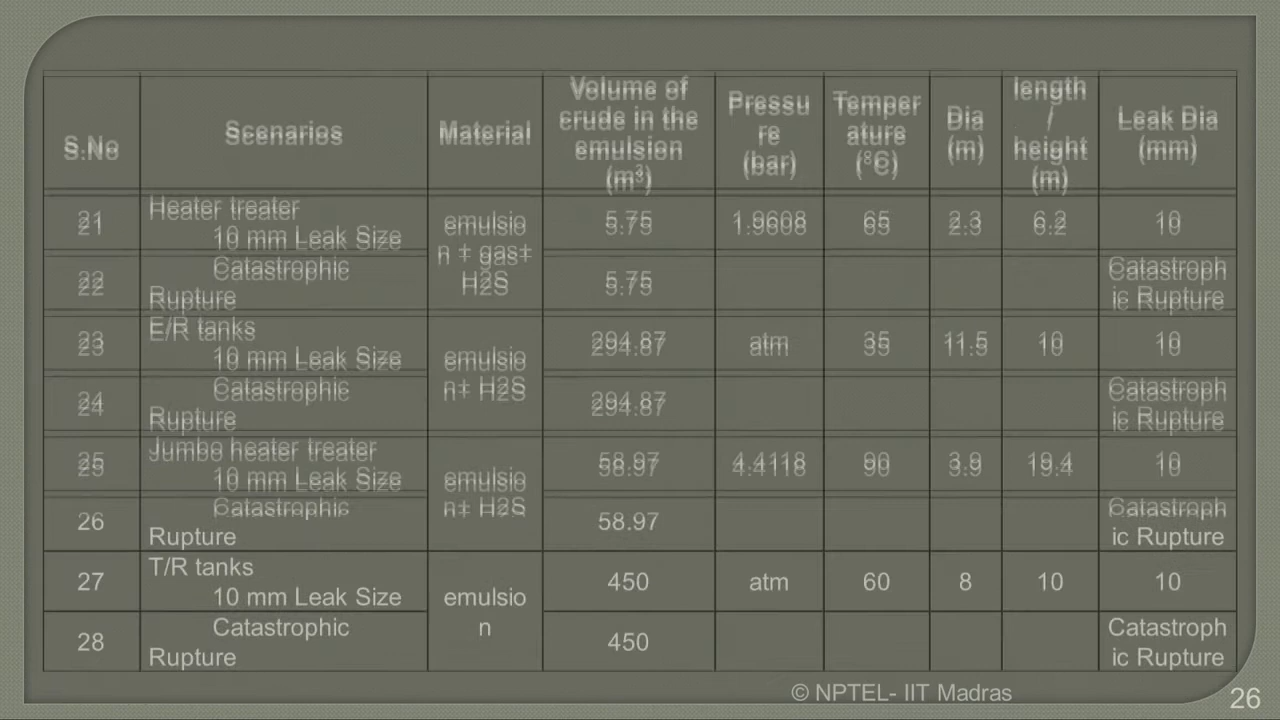 S.No Scenarios Material Volume of crude in the emulsion (m³) Pressu re (bar) Temper ature (°C) Dia (m) length / height (m) Leak Dia (mm)
21 Heater treater 10 mm Leak Size emulsio n + gas+ H2S 5.75 1.9608 65 2.3 6.2 10
22 Catastrophic Rupture 5.75 Catastroph ic Rupture
23 E/R tanks 10 mm Leak Size emulsio n+ H2S 294.87 atm 35 11.5 10 10
24 Catastrophic Rupture 294.87 Catastroph ic Rupture
25 Jumbo heater treater 10 mm Leak Size emulsio n+ H2S 58.97 4.4118 90 3.9 19.4 10
26 Catastrophic Rupture 58.97 Catastroph ic Rupture
27 T/R tanks 10 mm Leak Size emulsio n 450 atm 60 8 10 10
28 Catastrophic Rupture 450 Catastroph ic Rupture
© NPTEL- IIT Madras
26